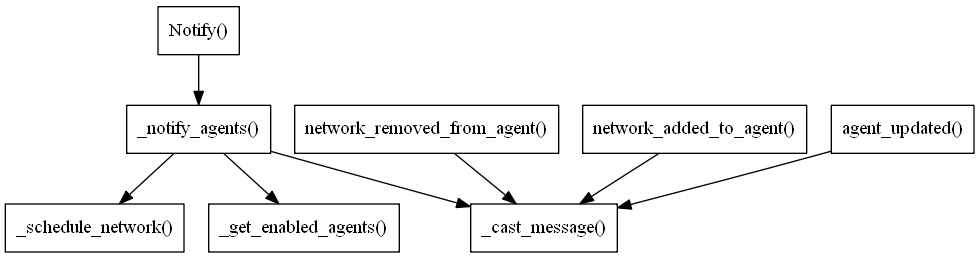 Notify()
_notify_agents()
network_removed_from_agent()
network_added_to_agent()
agent_updated()
_schedule_network()
_get_enabled_agents()
_cast_message()